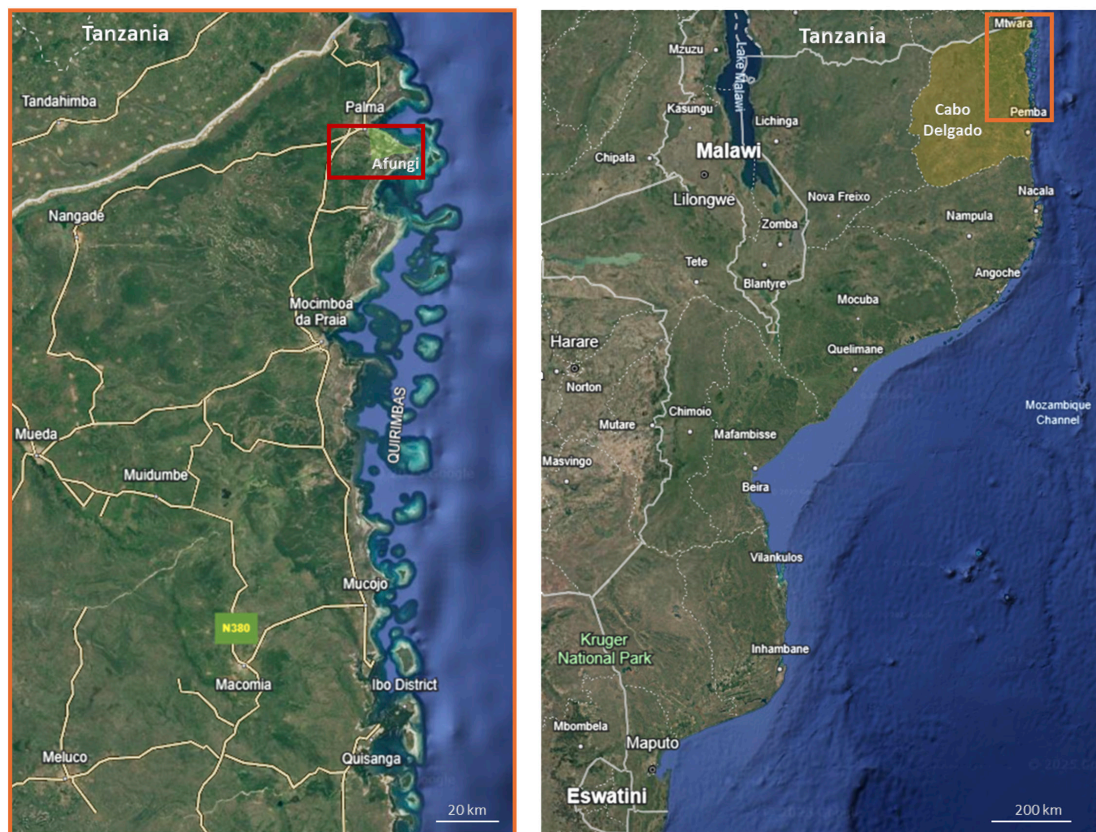 Tanzania
Tandahimba
Palma
Afungi
Nangade
Mocimboa
da Praia
QUIRIMBAS
Mueda
Muidumbe
Mucojo
N380
Macomia
Ibo District
Meluco
Quisanga
20 km
Mtwara
Mzuzu
Tanzania
Lake Malawi
Kasungu
Cabo
Delgado
Pemba
Lichinga
Chipata
Malawi
Lilongwe
Nova Freixo
Nacala
Zomba
Nampula
Tete
Blantyre
Angoche
Mocuba
Harare
Quelimane
Norton
Chimoio
Mozambique
Channel
Mutare
Mafambisse
Masvingo
Beira
Vilankulos
Kruger
National Park
Inhambane
Mbombela
Maputo
Eswatini
200 km